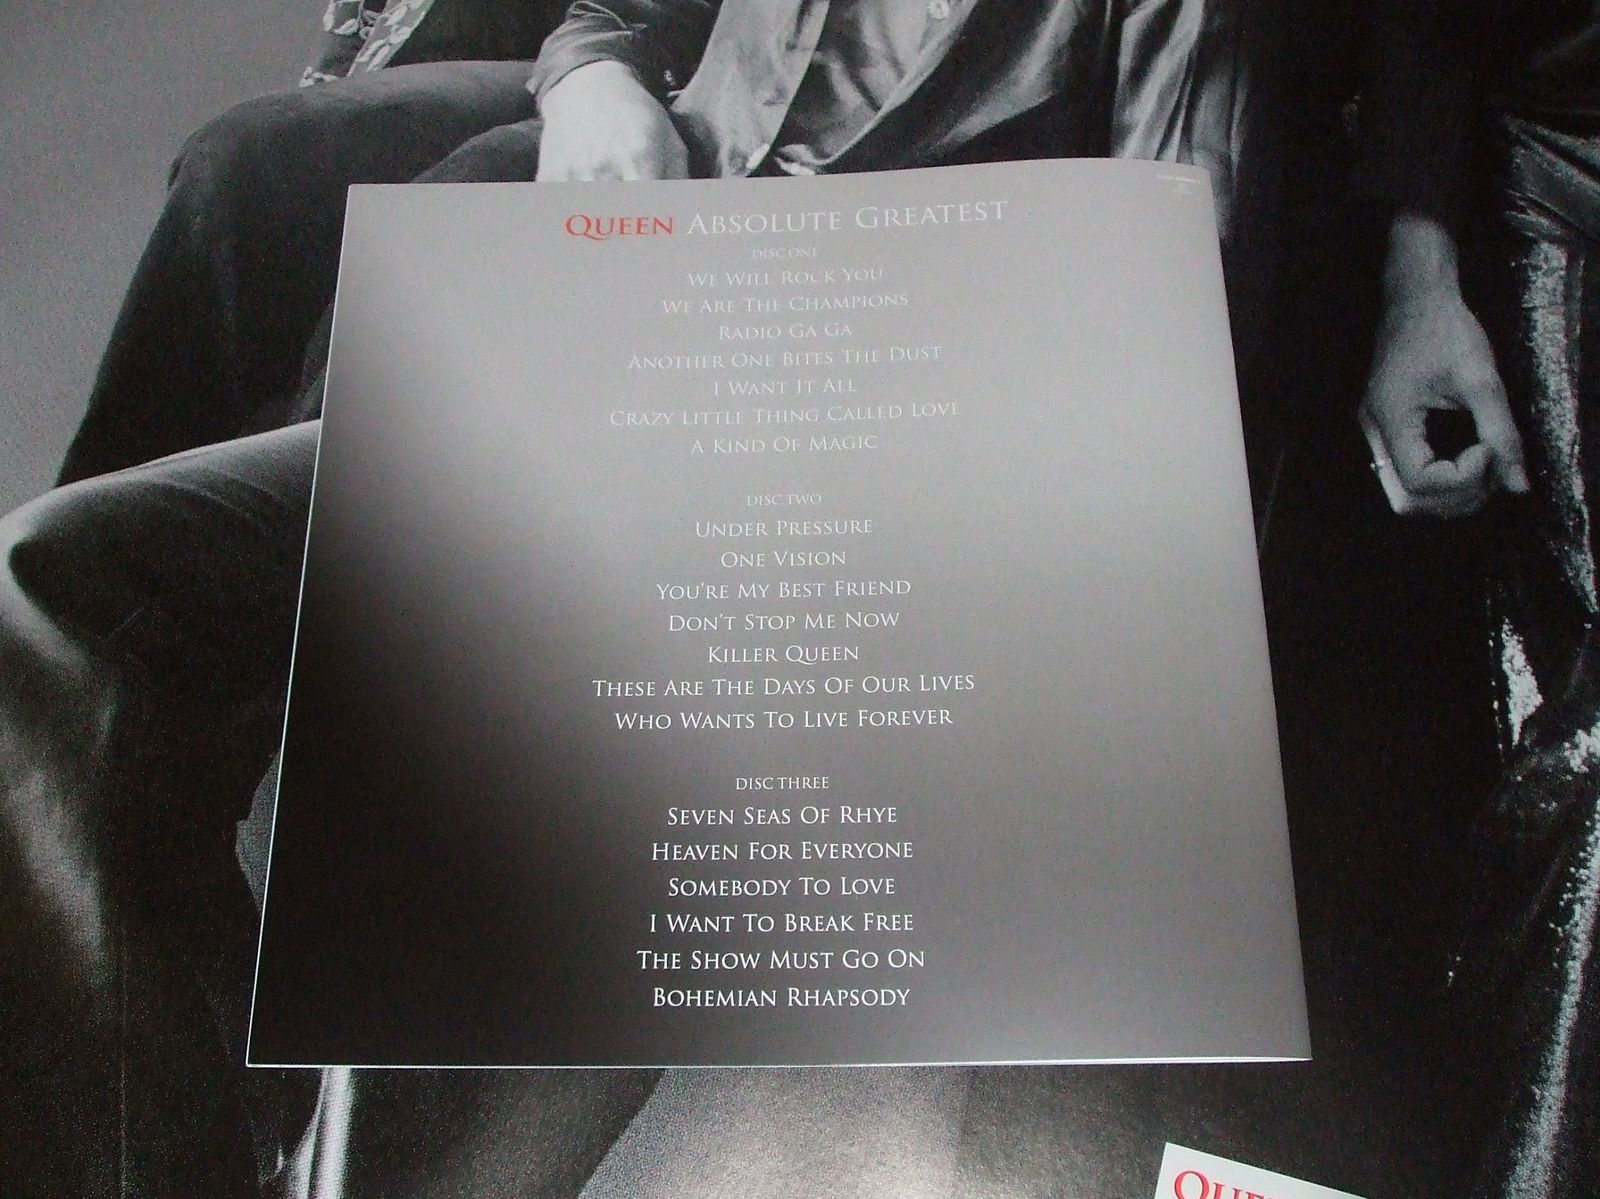 QUEEN ABSOLUTE GREATEST
DISC ONE
WE WILL ROCK YOU
WE ARE THE CHAMPIONS
RADIO GA GA
ANOTHER ONE BITES THE DUST
I WANT IT ALL
CRAZY LITTLE THING CALLED LOVE
A KIND OF MAGIC
DISC TWO
UNDER PRESSURE
ONE VISION
YOU'RE MY BEST FRIEND
DON'T STOP ME NOW
KILLER QUEEN
THESE ARE THE DAYS OF OUR LIVES
WHO WANTS TO LIVE FOREVER
DISC THREE
SEVEN SEAS OF RHYE
HEAVEN FOR EVERYONE
SOMEBODY TO LOVE
I WANT TO BREAK FREE
THE SHOW MUST GO ON
BOHEMIAN RHAPSODY